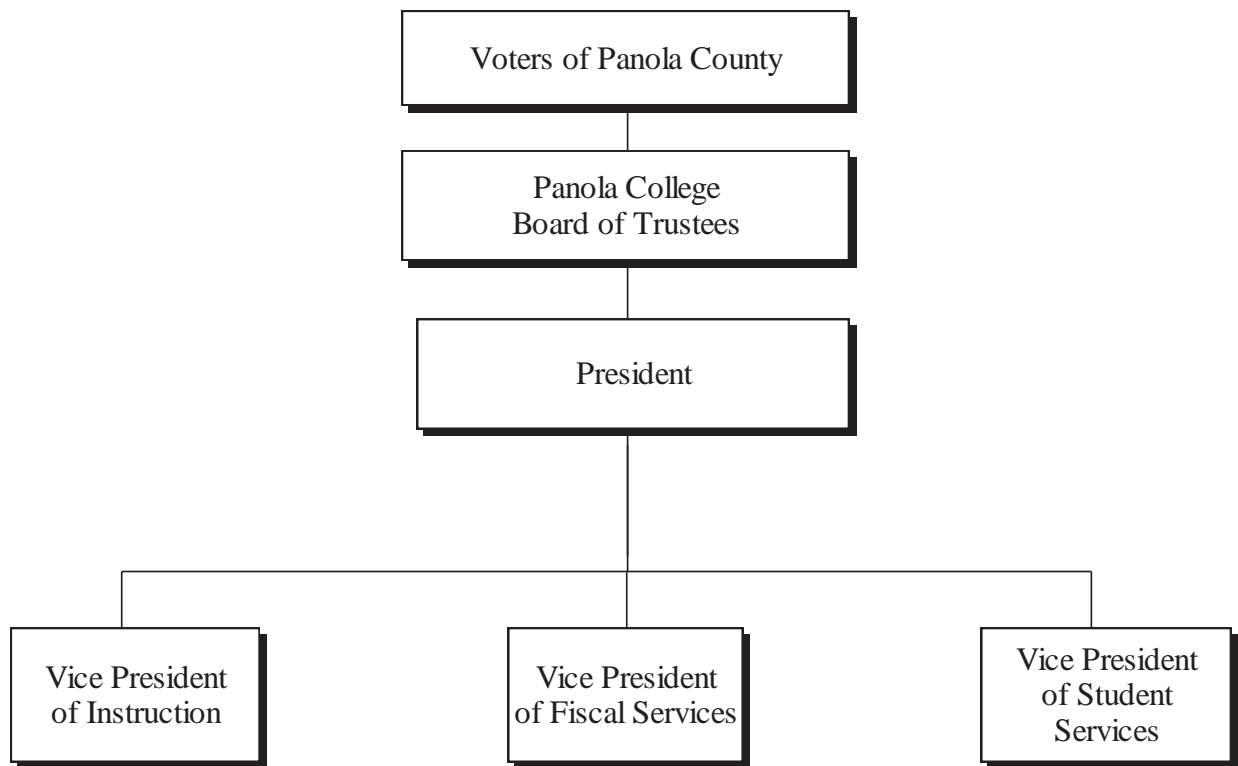 Voters of Panola County
Panola College
Board of Trustees
President
Vice President
of Instruction
Vice President
of Fiscal Services
Vice President
of Student
Services